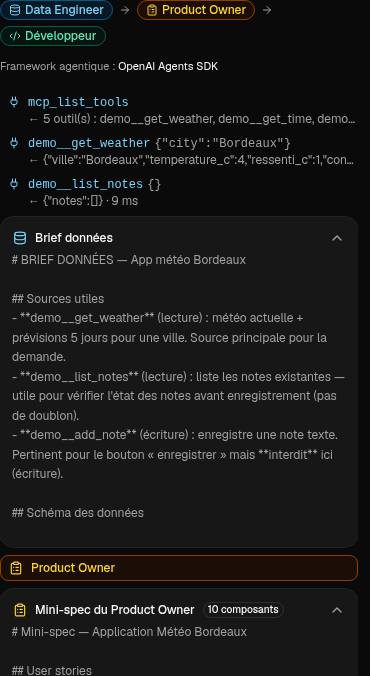 Data Engineer → Product Owner →
Développeur
Framework agentique : OpenAI Agents SDK
mcp_list_tools
← 5 outil(s) : demo__get_weather, demo__get_time, demo…
demo__get_weather {"city":"Bordeaux"}
← {"ville":"Bordeaux","temperature_c":4,"ressenti_c":1,"con…
demo__list_notes {}
← {"notes":[]} · 9 ms
Brief données
# BRIEF DONNÉES — App météo Bordeaux
## Sources utiles
- **demo__get_weather** (lecture) : météo actuelle +
prévisions 5 jours pour une ville. Source principale pour la
demande.
- **demo__list_notes** (lecture) : liste les notes existantes —
utile pour vérifier l'état des notes avant enregistrement (pas
de doublon).
- **demo__add_note** (écriture) : enregistre une note texte.
Pertinent pour le bouton « enregistrer » mais **interdit** ici
(écriture).
## Schéma des données
Product Owner
Mini-spec du Product Owner 10 composants
# Mini-spec — Application Météo Bordeaux
## User stories